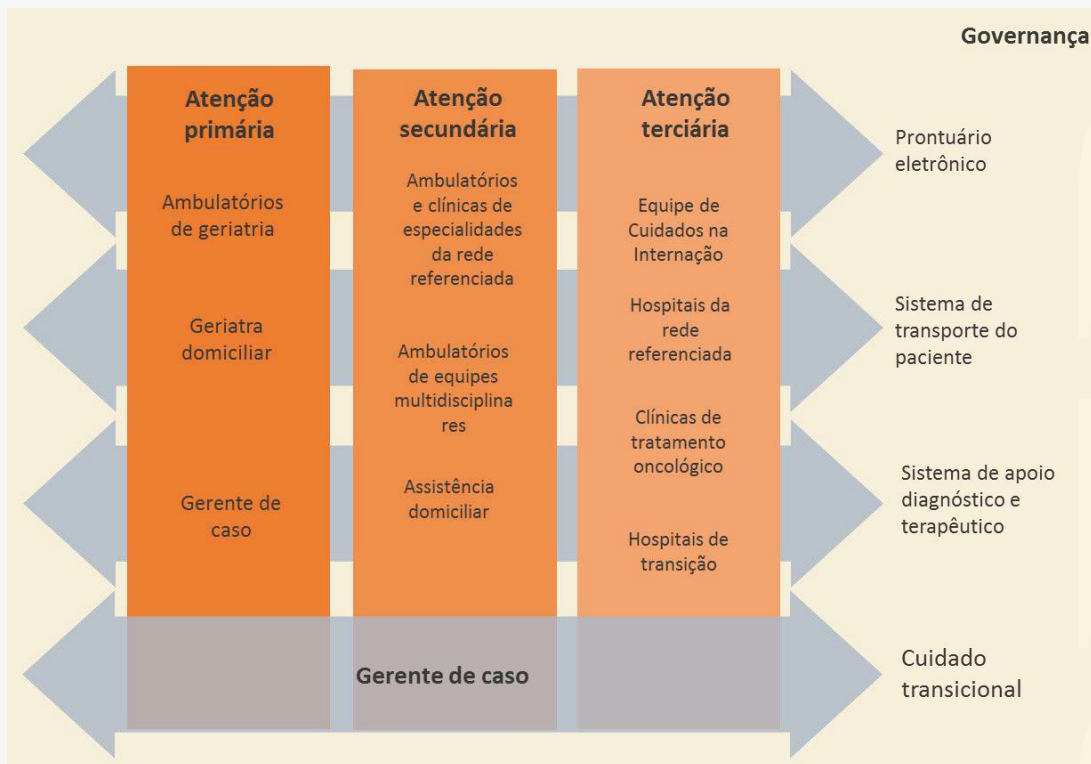 Governança
Atenção
primária
Ambulatórios
de geriatria
Geriatra
domiciliar
Gerente de
caso
Atenção
secundária
Ambulatórios
e clínicas de
especialidades
da rede
referenciada
Ambulatórios
de equipes
multidisciplina
res
Assistência
domiciliar
Atenção
terciária
Equipe de
Cuidados na
Internação
Hospitais da
rede
referenciada
Clínicas de
tratamento
oncológico
Hospitais de
transição
Prontuário
eletrônico
Sistema de
transporte do
paciente
Sistema de apoio
diagnóstico e
terapêutico
Gerente de caso
Cuidado
transicional